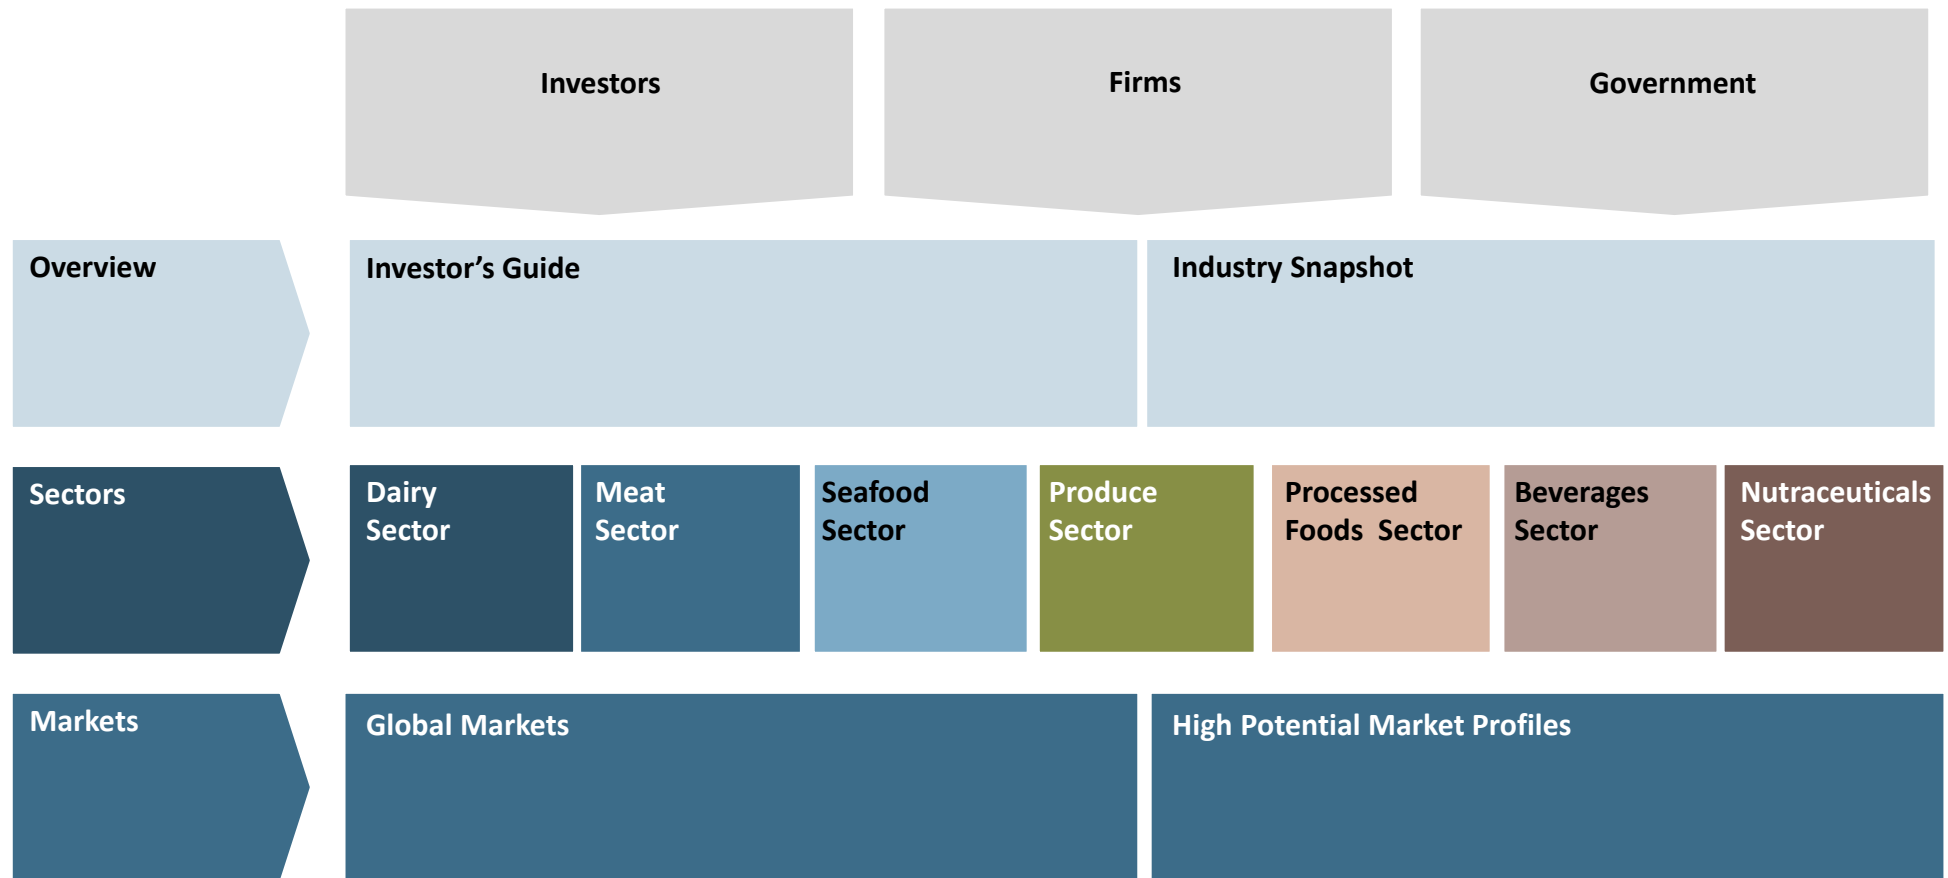 Investors
Firms
Government
Overview
Investor’s Guide
Industry Snapshot
Sectors
Dairy
Sector
Meat
Sector
Seafood
Sector
Produce
Sector
Processed
Foods  Sector
Beverages
Sector
Nutraceuticals
Sector
Markets
Global Markets
High Potential Market Profiles